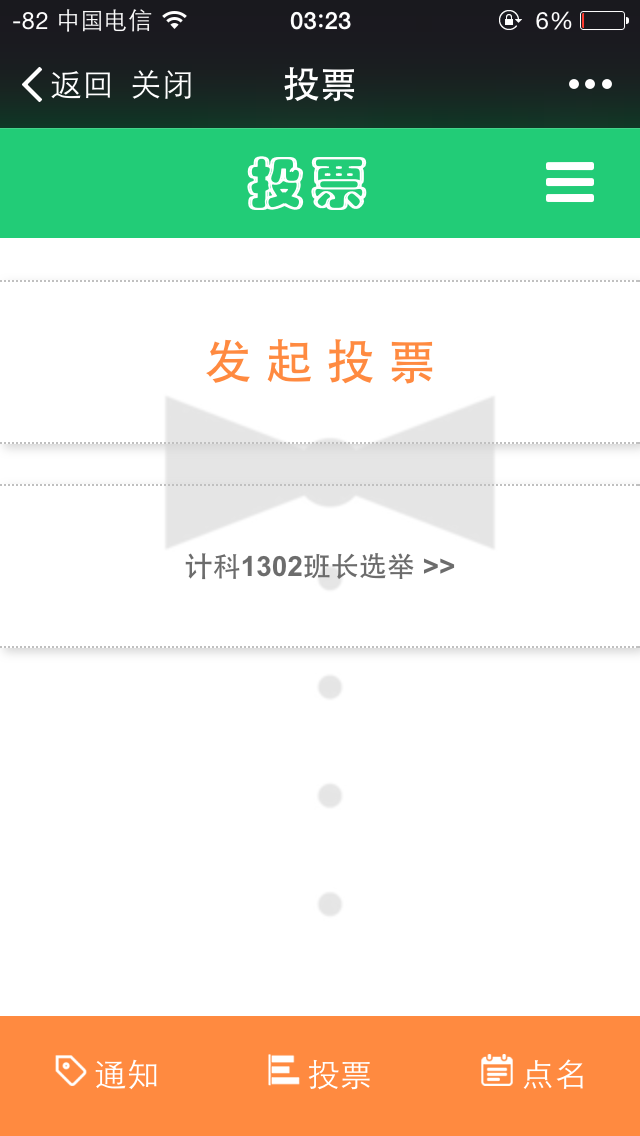 -82 中国电信 03:23 6%
返回 关闭 投票
投票
发起投票
计科1302班长选举 >>
通知 投票 点名